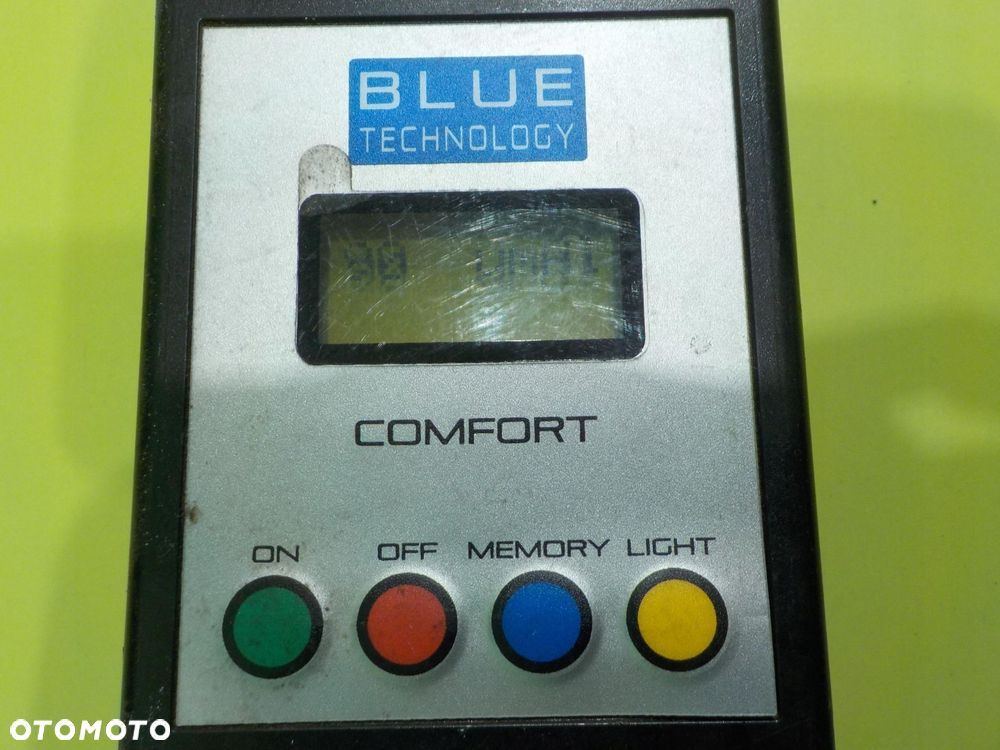 BLUE
TECHNOLOGY
COMFORT
ON OFF MEMORY LIGHT
OTOMOTO